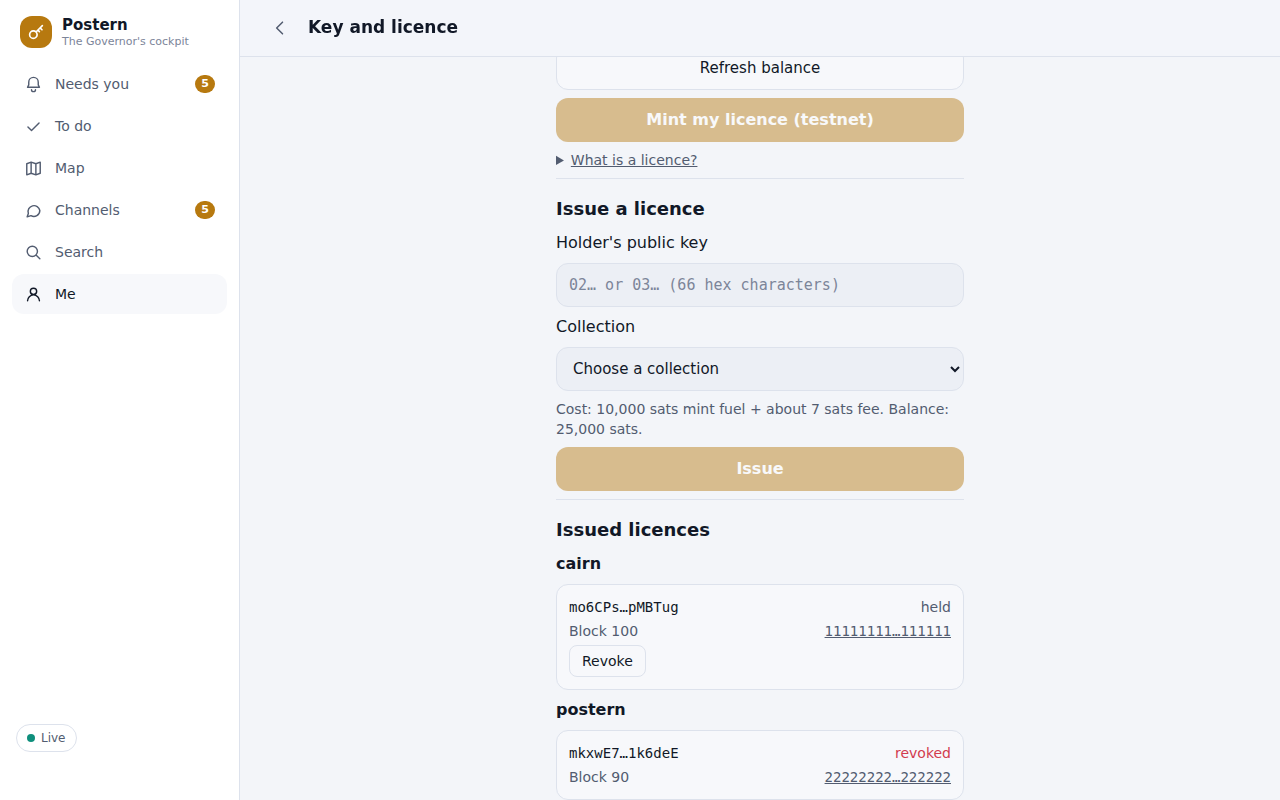 Postern
The Governor's cockpit
Needs you 5
To do
Map
Channels 5
Search
Me
Live
Key and licence
Refresh balance
Mint my licence (testnet)
What is a licence?
Issue a licence
Holder's public key
02… or 03… (66 hex characters)
Collection
Choose a collection
Cost: 10,000 sats mint fuel + about 7 sats fee. Balance:
25,000 sats.
Issue
Issued licences
cairn
mo6CPs…pMBTug held
Block 100 11111111…111111
Revoke
postern
mkxwE7…1k6deE revoked
Block 90 22222222…222222